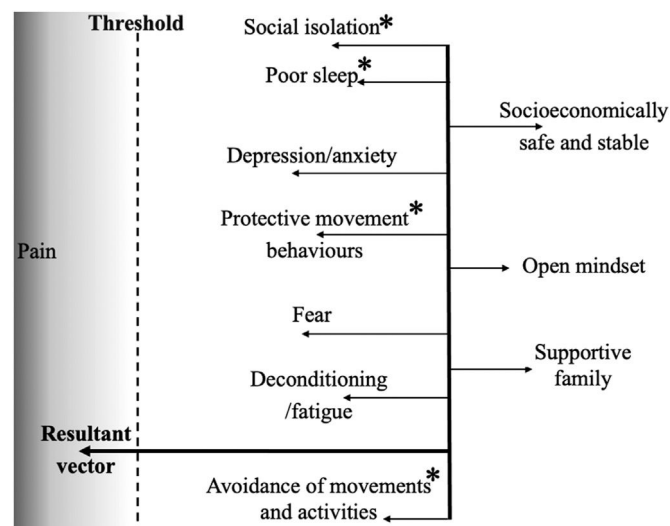 Threshold
Social isolation*
Poor sleep*
Socioeconomically
safe and stable
Depression/anxiety
Protective movement*
behaviours
Pain
Open mindset
Fear
Supportive
family
Deconditioning
/fatigue
Resultant
vector
Avoidance of movements*
and activities